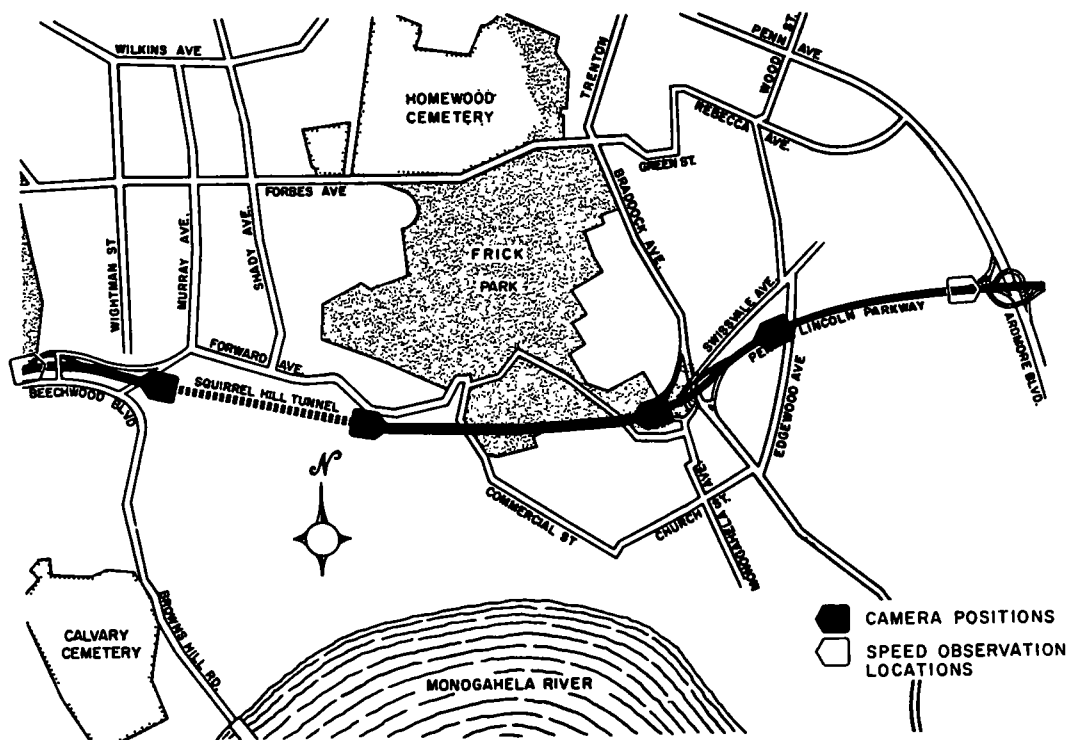 WILKINS AVE
TRENTON
PENN AVE
WOOD ST.
HOMEWOOD
CEMETERY
REBECCA AVE.
GREEN ST.
FORBES AVE
BRADDOCK AVE.
WIGHTMAN ST
MURRAY AVE.
SHADY AVE.
FRICK
PARK
SWISSVALE AVE.
LINCOLN PARKWAY
ARDMORE BLVD.
FORWARD AVE.
SQUIRREL HILL TUNNEL
BEECHWOOD BLVD
EDGEWOOD AVE
N
COMMERCIAL ST
CHURCH ST.
MONOGAHELA AVE.
BROWNS HILL RD.
CALVARY
CEMETERY
MONOGAHELA RIVER
CAMERA POSITIONS
SPEED OBSERVATION
LOCATIONS